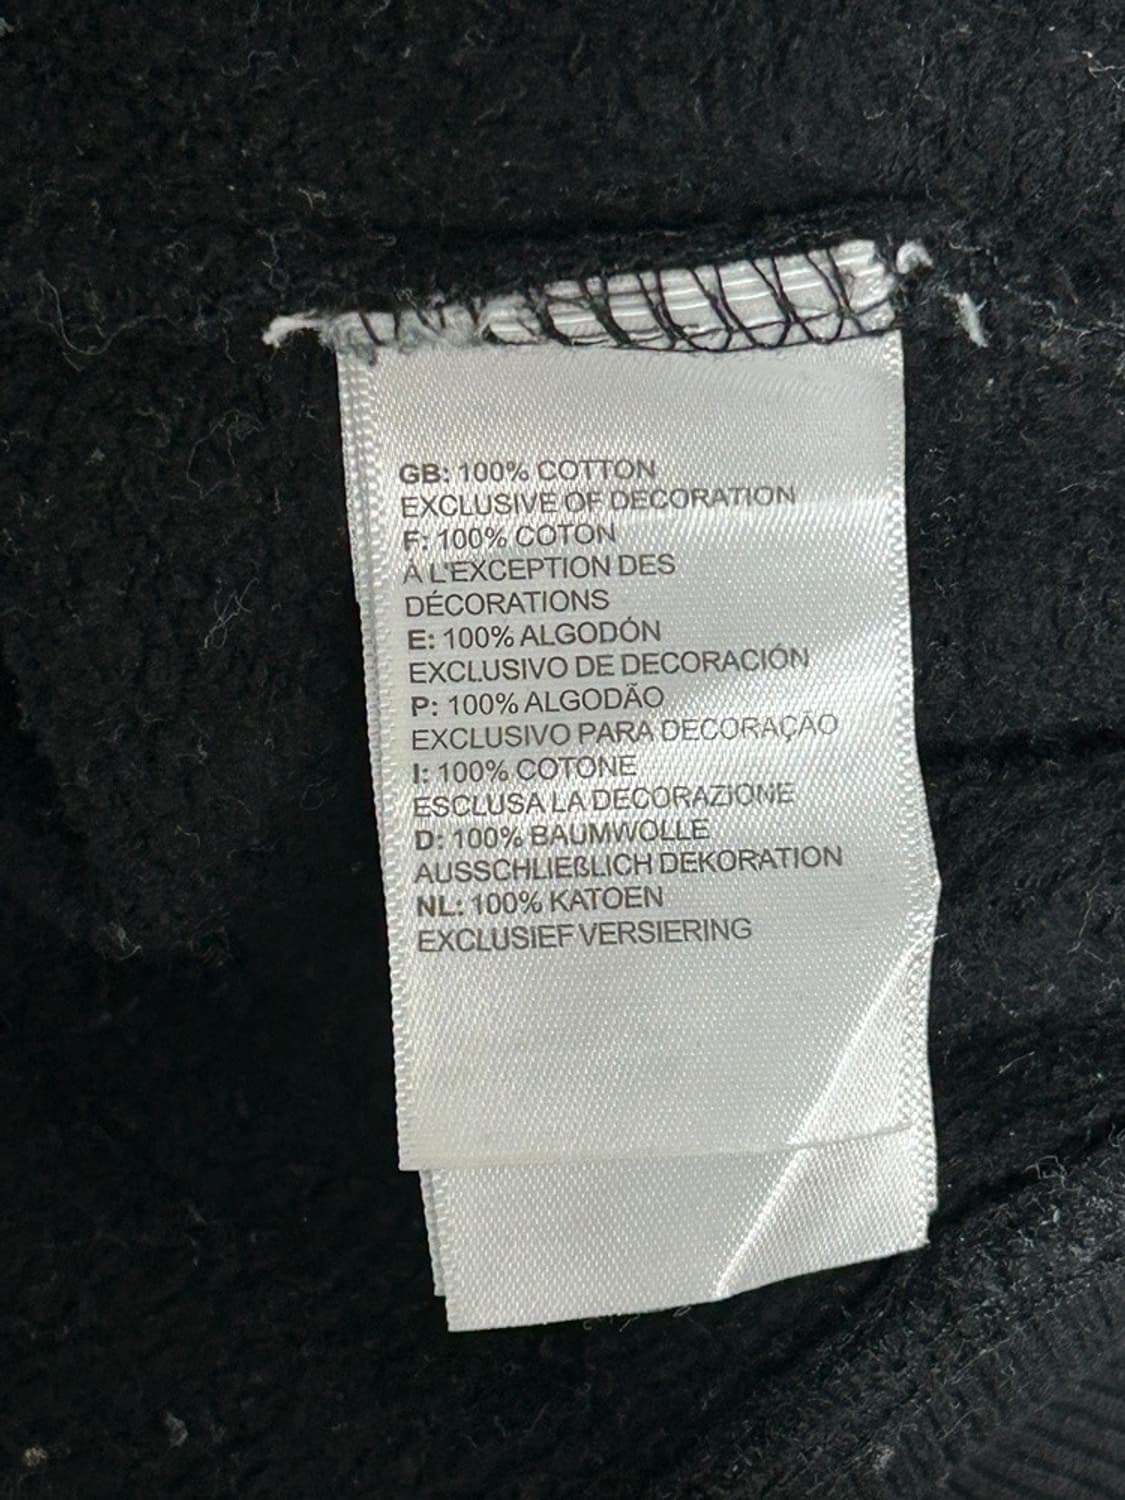 GB: 100% COTTON
EXCLUSIVE OF DECORATION
F: 100% COTON
À L'EXCEPTION DES
DÉCORATIONS
E: 100% ALGODÓN
EXCLUSIVO DE DECORACIÓN
P: 100% ALGODÃO
EXCLUSIVO PARA DECORAÇÃO
I: 100% COTONE
ESCLUSA LA DECORAZIONE
D: 100% BAUMWOLLE
AUSSCHLIEßLICH DEKORATION
NL: 100% KATOEN
EXCLUSIEF VERSIERING